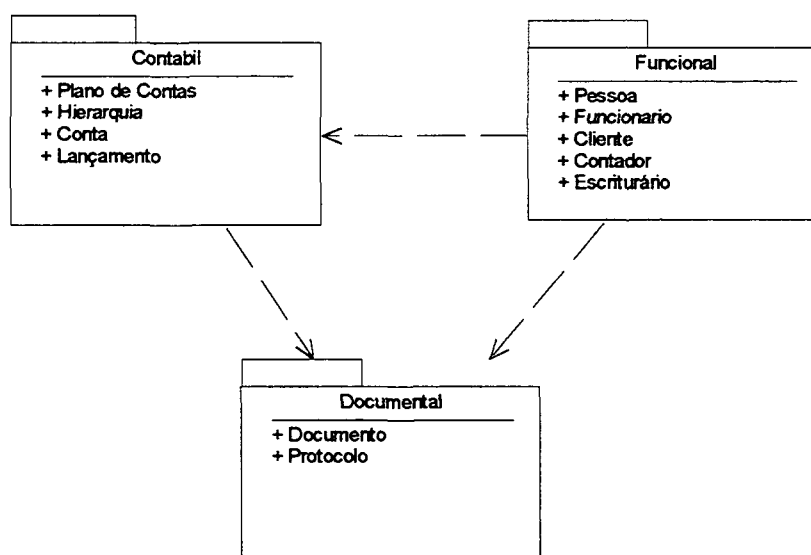 Contabil
+ Plano de Contas
+ Hierarquia
+ Conta
+ Lançamento
Funcional
+ Pessoa
+ Funcionario
+ Cliente
+ Contador
+ Escriturário
Documental
+ Documento
+ Protocolo